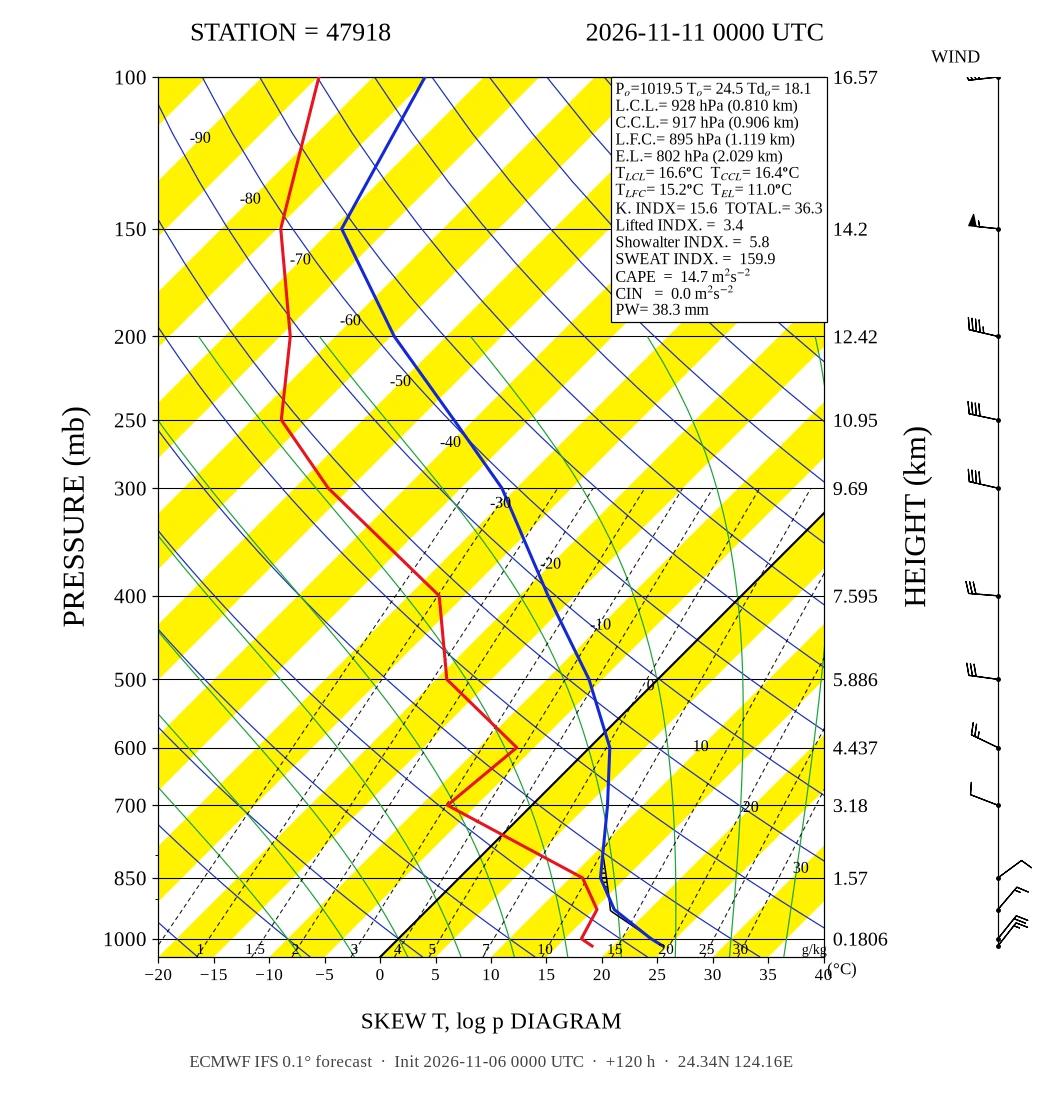 STATION = 47918
2026-11-11 0000 UTC
WIND
Pₒ=1019.5 Tₒ= 24.5 Tdₒ= 18.1
L.C.L.= 928 hPa (0.810 km)
C.C.L.= 917 hPa (0.906 km)
L.F.C.= 895 hPa (1.119 km)
E.L.= 802 hPa (2.029 km)
T_LCL= 16.6°C T_CCL= 16.4°C
T_LFC= 15.2°C T_EL= 11.0°C
K. INDX= 15.6 TOTAL.= 36.3
Lifted INDX. = 3.4
Showalter INDX. = 5.8
SWEAT INDX. = 159.9
CAPE = 14.7 m²s⁻²
CIN = 0.0 m²s⁻²
PW= 38.3 mm
100 16.57
150 14.2
200 12.42
250 10.95
300 9.69
400 7.595
500 5.886
600 4.437
700 3.18
850 1.57
1000 0.1806
PRESSURE (mb)
HEIGHT (km)
-90
-80
-70
-60
-50
-40
-30
-20
-10
0
10
20
30
1 1.5 2 3 4 5 7 10 15 20 25 30 g/kg
−20 −15 −10 −5 0 5 10 15 20 25 30 35 40 (°C)
SKEW T, log p DIAGRAM
ECMWF IFS 0.1° forecast · Init 2026-11-06 0000 UTC · +120 h · 24.34N 124.16E